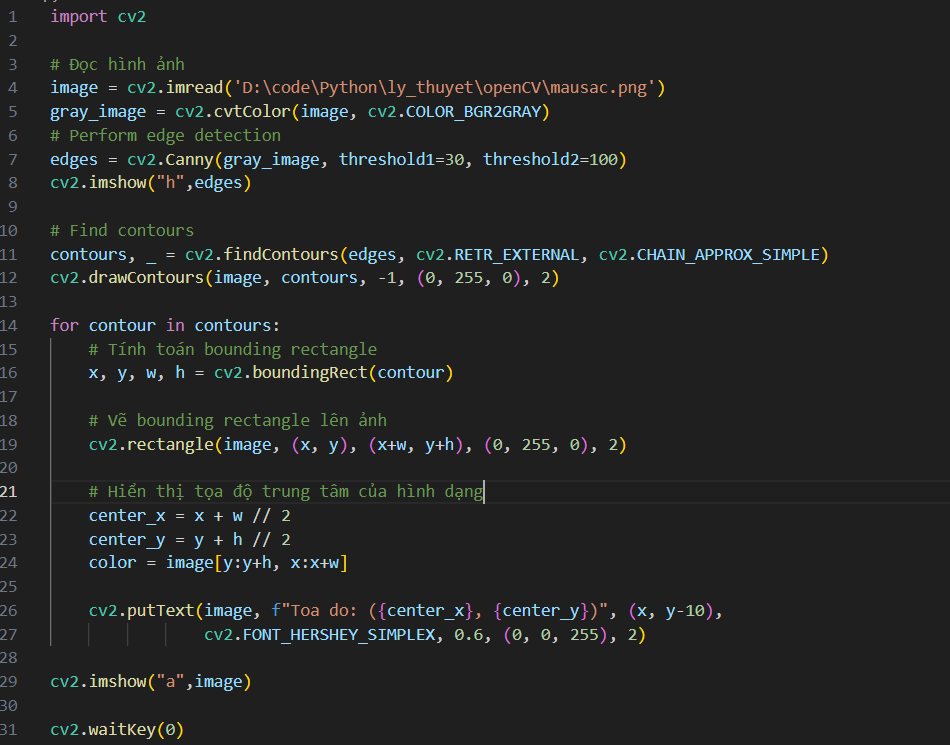 1 import cv2
2
3 # Đọc hình ảnh
4 image = cv2.imread('D:\code\Python\ly_thuyet\openCV\mausac.png')
5 gray_image = cv2.cvtColor(image, cv2.COLOR_BGR2GRAY)
6 # Perform edge detection
7 edges = cv2.Canny(gray_image, threshold1=30, threshold2=100)
8 cv2.imshow("h",edges)
9
10 # Find contours
11 contours, _ = cv2.findContours(edges, cv2.RETR_EXTERNAL, cv2.CHAIN_APPROX_SIMPLE)
12 cv2.drawContours(image, contours, -1, (0, 255, 0), 2)
13
14 for contour in contours:
15     # Tính toán bounding rectangle
16     x, y, w, h = cv2.boundingRect(contour)
17
18     # Vẽ bounding rectangle lên ảnh
19     cv2.rectangle(image, (x, y), (x+w, y+h), (0, 255, 0), 2)
20
21     # Hiển thị tọa độ trung tâm của hình dạng
22     center_x = x + w // 2
23     center_y = y + h // 2
24     color = image[y:y+h, x:x+w]
25
26     cv2.putText(image, f"Toa do: ({center_x}, {center_y})", (x, y-10),
27                 cv2.FONT_HERSHEY_SIMPLEX, 0.6, (0, 0, 255), 2)
28
29 cv2.imshow("a",image)
30
31 cv2.waitKey(0)